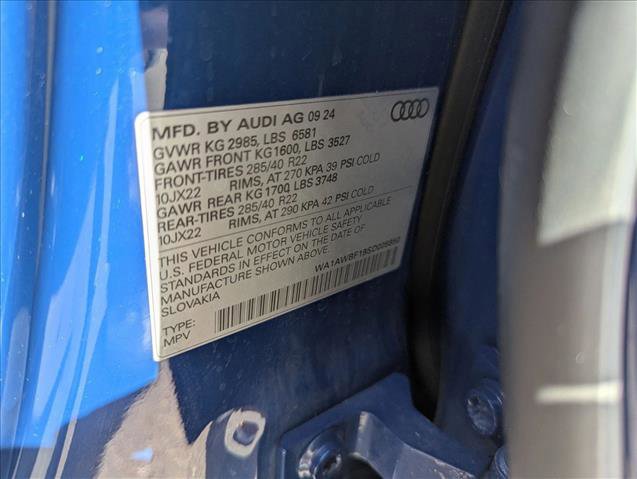 MFD. BY AUDI AG 09 24
GVWR KG 2985, LBS 6581
GAWR FRONT KG1600, LBS 3527
FRONT-TIRES 285/40 R22
10JX22 RIMS, AT 270 KPA 39 PSI COLD
GAWR REAR KG 1700, LBS 3748
REAR-TIRES 285/40 R22
10JX22 RIMS, AT 290 KPA 42 PSI COLD
THIS VEHICLE CONFORMS TO ALL APPLICABLE
U.S. FEDERAL MOTOR VEHICLE SAFETY
STANDARDS IN EFFECT ON THE DATE OF
MANUFACTURE SHOWN ABOVE.
SLOVAKIA
TYPE:
MPV